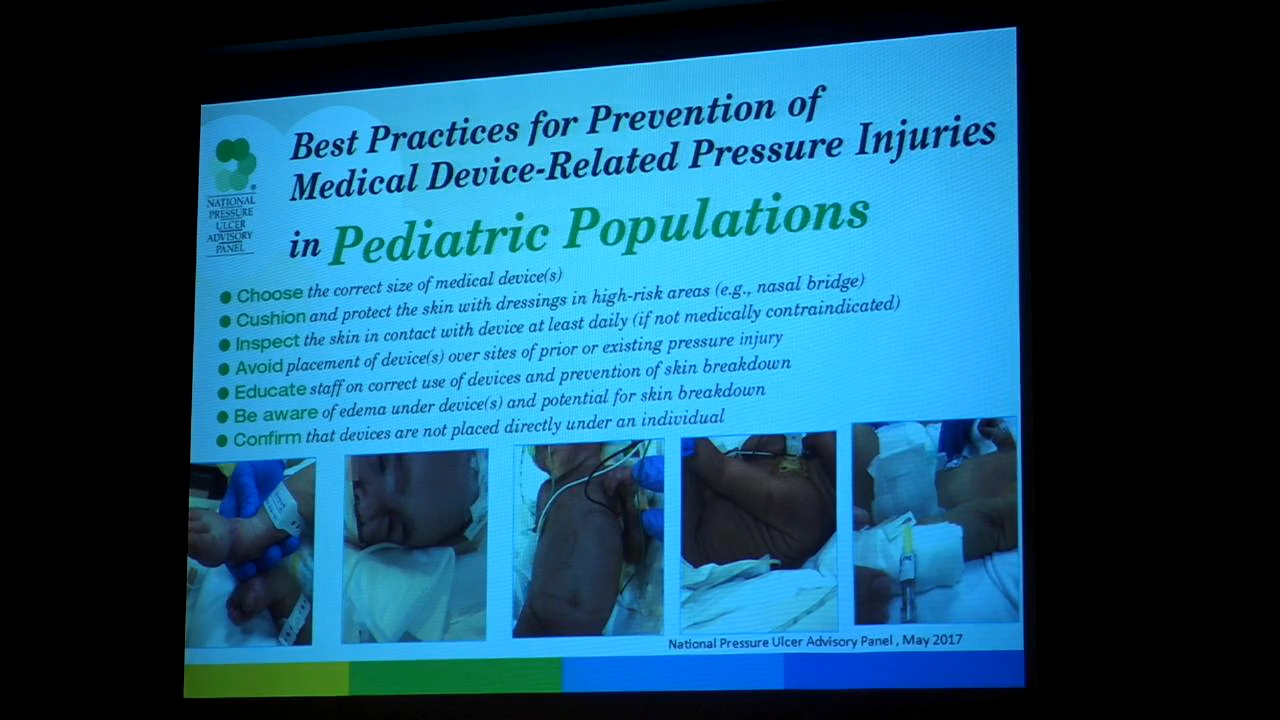 NATIONAL
PRESSURE
ULCER
ADVISORY
PANEL
Best Practices for Prevention of
Medical Device-Related Pressure Injuries
in Pediatric Populations
● Choose the correct size of medical device(s)
● Cushion and protect the skin with dressings in high-risk areas (e.g., nasal bridge)
● Inspect the skin in contact with device at least daily (if not medically contraindicated)
● Avoid placement of device(s) over sites of prior or existing pressure injury
● Educate staff on correct use of devices and prevention of skin breakdown
● Be aware of edema under device(s) and potential for skin breakdown
● Confirm that devices are not placed directly under an individual
National Pressure Ulcer Advisory Panel , May 2017